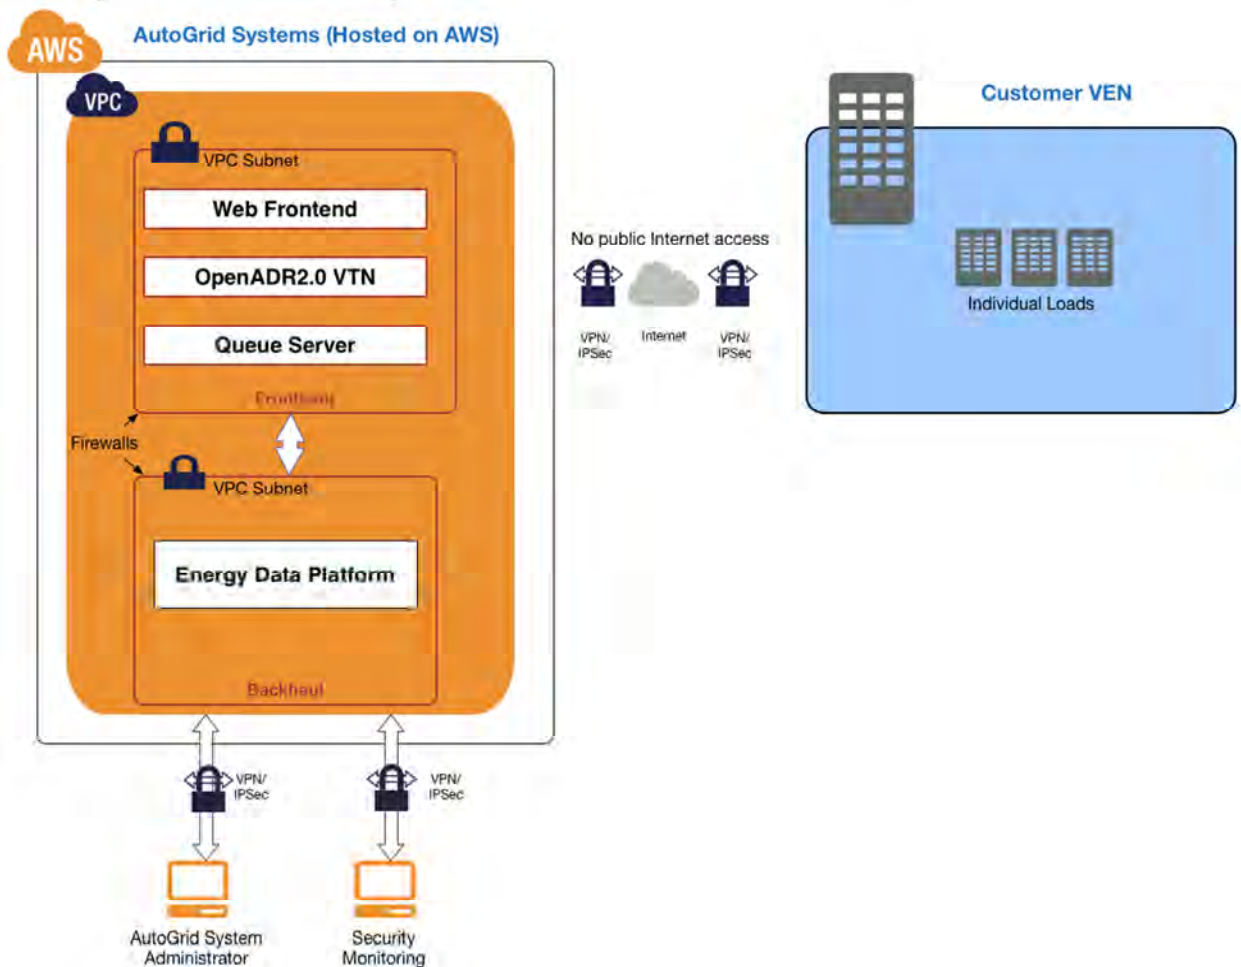 AutoGrid Systems (Hosted on AWS)
AWS
VPC
VPC Subnet
Web Frontend
OpenADR2.0 VTN
Queue Server
Firewalls
VPC Subnet
Energy Data Platform
Backhaul
VPN/
IPSec
VPN/
IPSec
AutoGrid System
Administrator
Security
Monitoring
No public Internet access
VPN/
IPSec
Internet
VPN/
IPSec
Customer VEN
Individual Loads